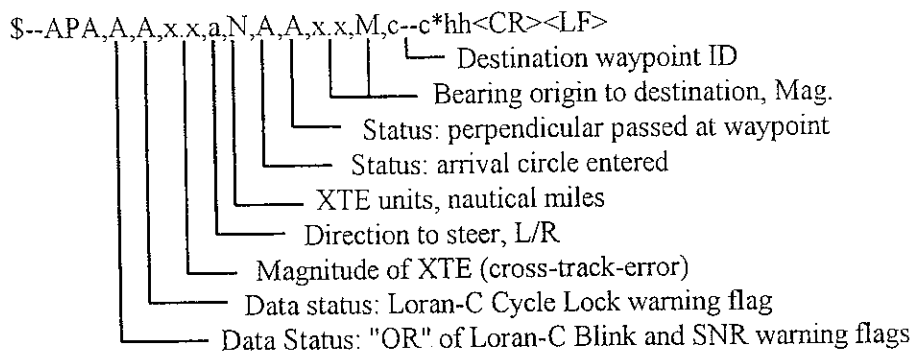 $--APA,A,A,x.x,a,N,A,A,x.x,M,c--c*hh<CR><LF>
Destination waypoint ID
Bearing origin to destination, Mag.
Status: perpendicular passed at waypoint
Status: arrival circle entered
XTE units, nautical miles
Direction to steer, L/R
Magnitude of XTE (cross-track-error)
Data status: Loran-C Cycle Lock warning flag
Data Status: "OR" of Loran-C Blink and SNR warning flags